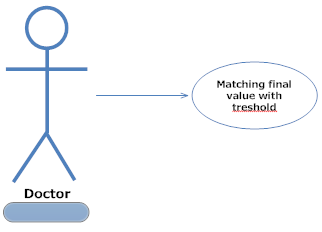 Matching final
value with
treshold
Doctor